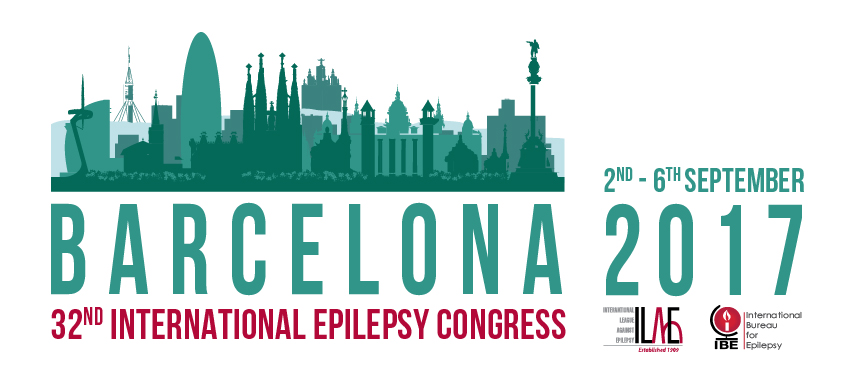 2ND - 6TH SEPTEMBER
BARCELONA
2017
32ND INTERNATIONAL EPILEPSY CONGRESS
INTERNATIONAL
LEAGUE
AGAINST
EPILEPSY
ILAE
Established 1909
IBE
International
Bureau
for
Epilepsy